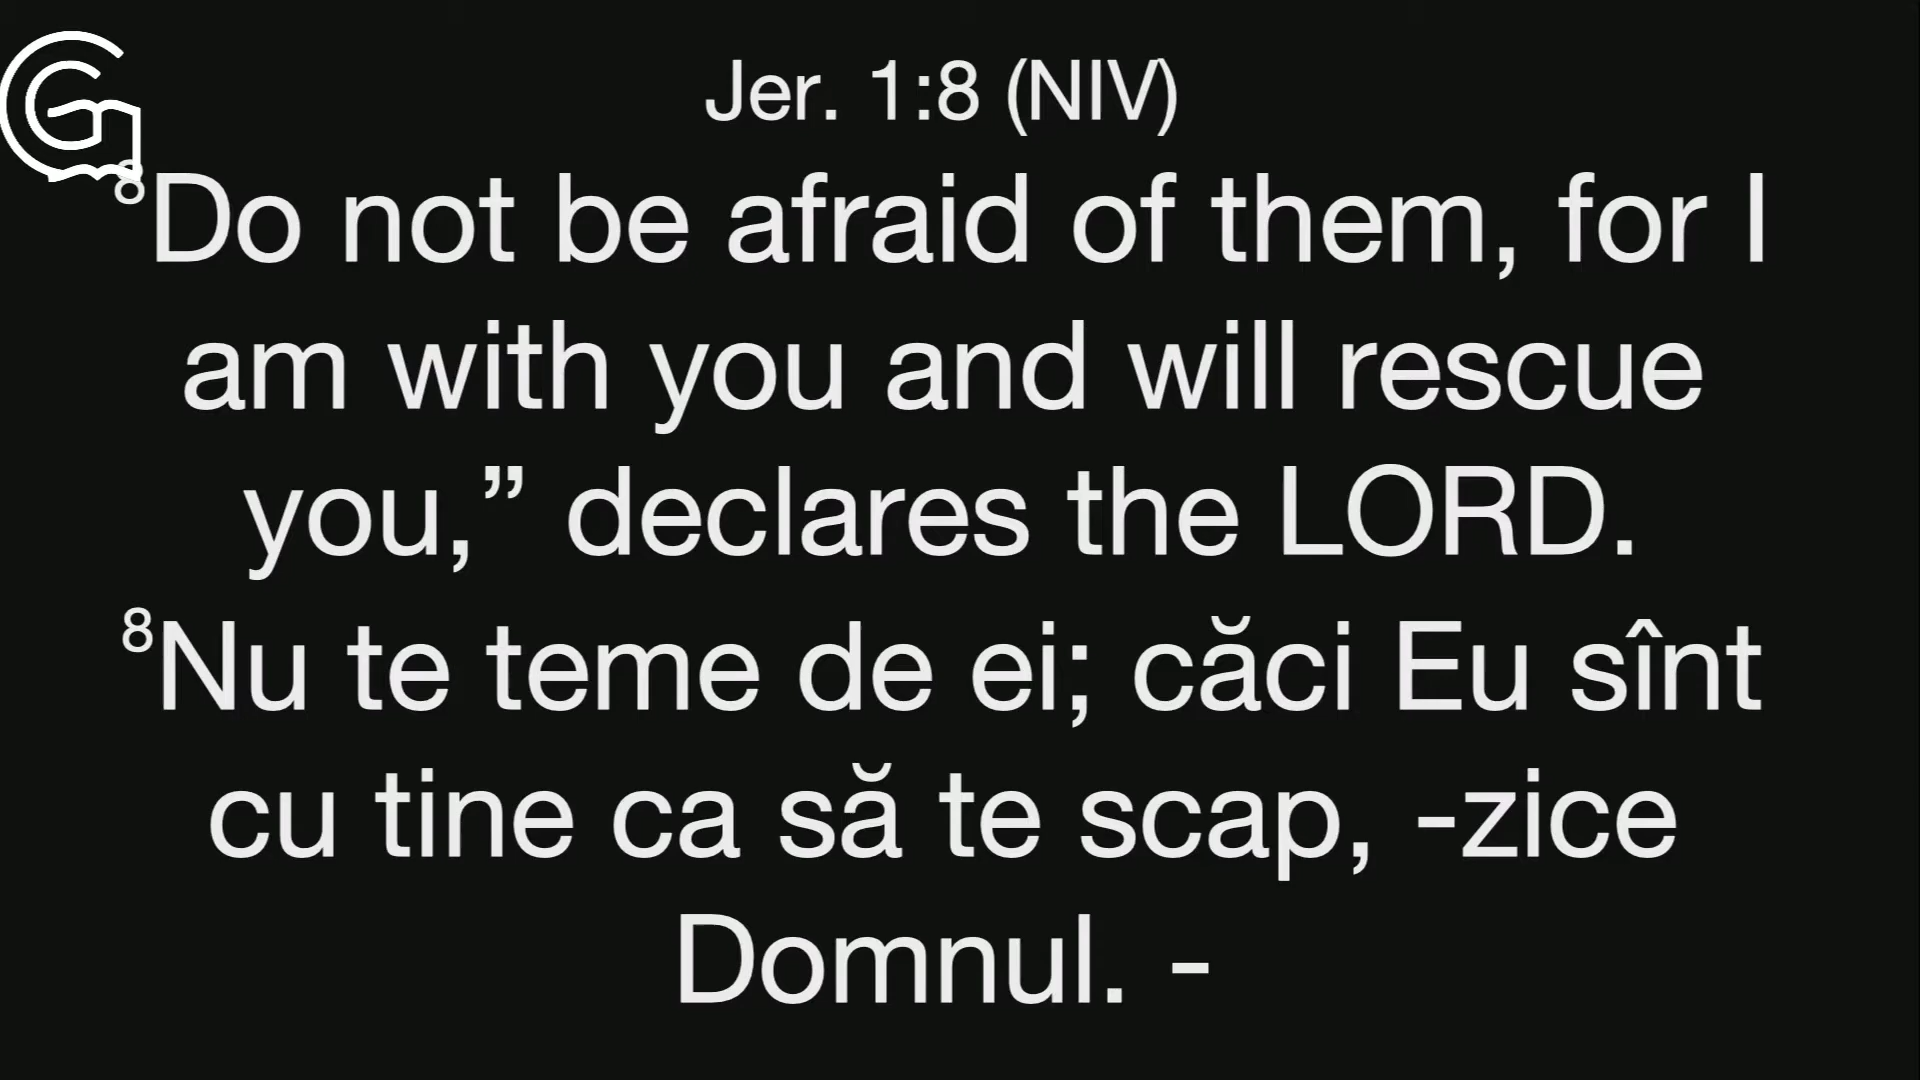 Jer. 1:8 (NIV)
⁸Do not be afraid of them, for I
am with you and will rescue
you,” declares the LORD.
⁸Nu te teme de ei; căci Eu sînt
cu tine ca să te scap, -zice
Domnul. -